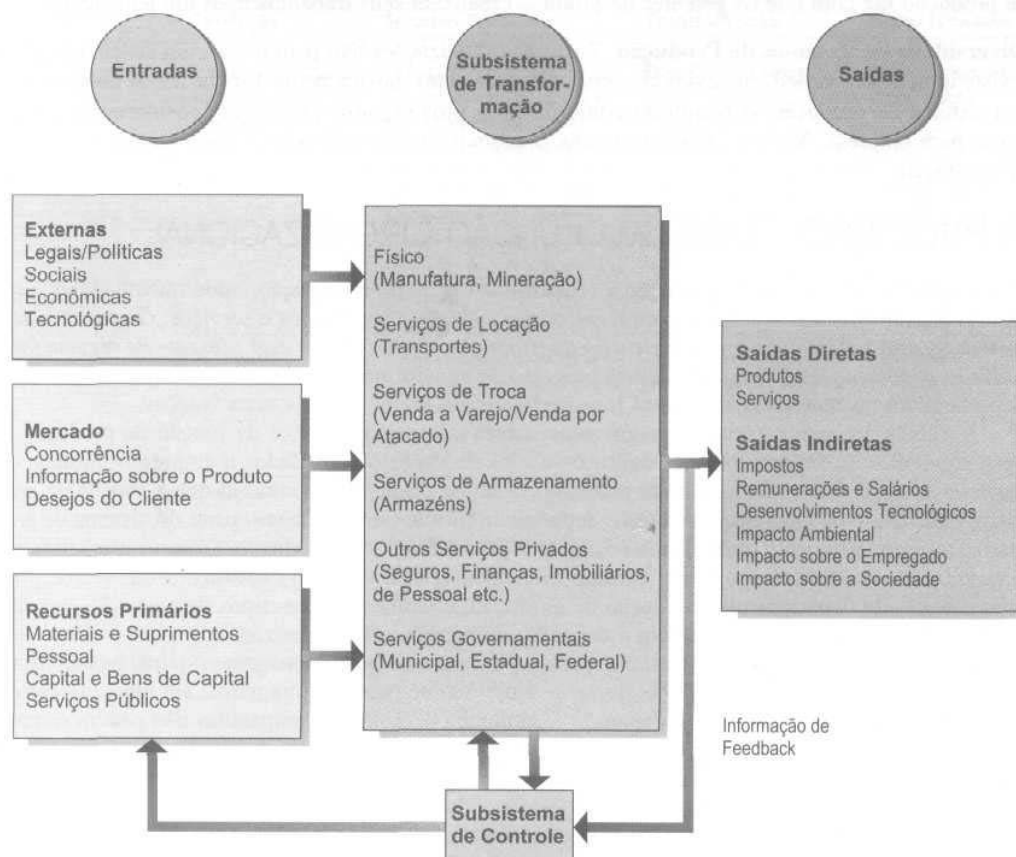 Entradas
Subsistema
de Transfor-
mação
Saídas
Externas
Legais/Políticas
Sociais
Econômicas
Tecnológicas
Mercado
Concorrência
Informação sobre o Produto
Desejos do Cliente
Recursos Primários
Materiais e Suprimentos
Pessoal
Capital e Bens de Capital
Serviços Públicos
Físico
(Manufatura, Mineração)
Serviços de Locação
(Transportes)
Serviços de Troca
(Venda a Varejo/Venda por
Atacado)
Serviços de Armazenamento
(Armazéns)
Outros Serviços Privados
(Seguros, Finanças, Imobiliários,
de Pessoal etc.)
Serviços Governamentais
(Municipal, Estadual, Federal)
Saídas Diretas
Produtos
Serviços
Saídas Indiretas
Impostos
Remunerações e Salários
Desenvolvimentos Tecnológicos
Impacto Ambiental
Impacto sobre o Empregado
Impacto sobre a Sociedade
Informação de
Feedback
Subsistema
de Controle